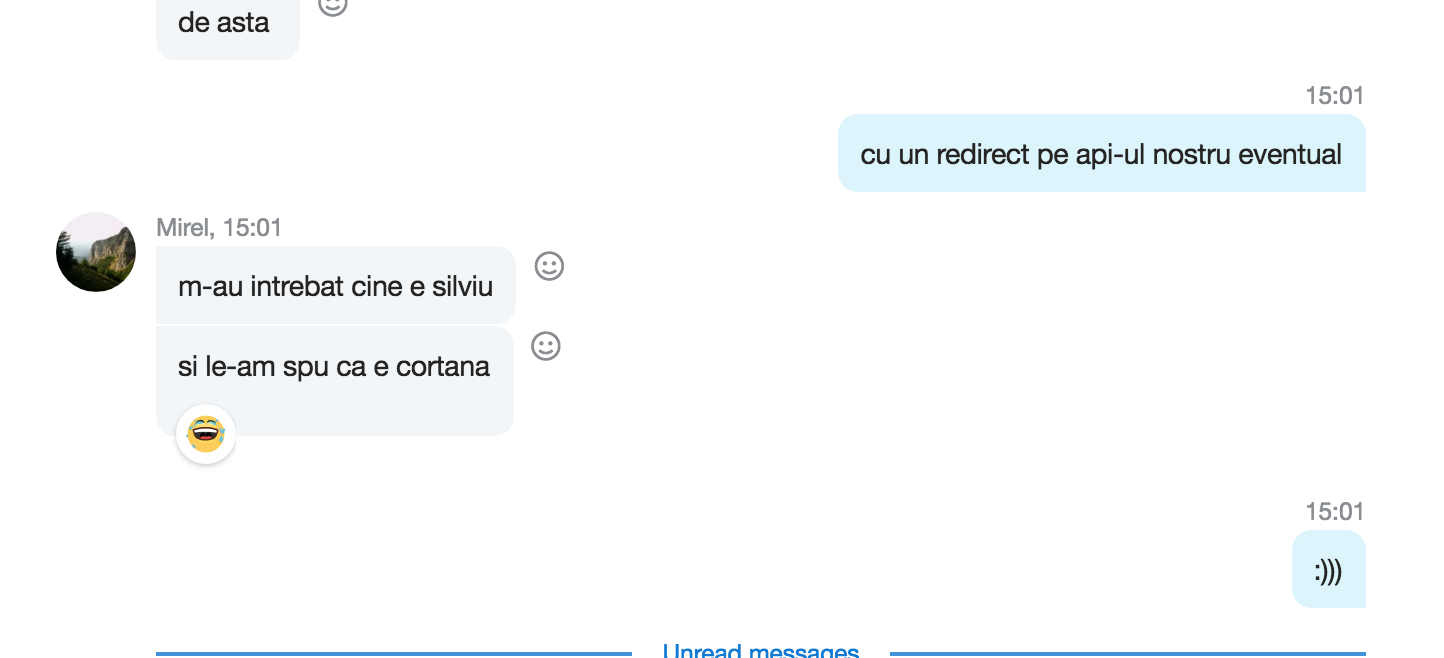 de asta
15:01
cu un redirect pe api-ul nostru eventual
Mirel, 15:01
m-au intrebat cine e silviu
si le-am spu ca e cortana
15:01
:)))
Unread messages